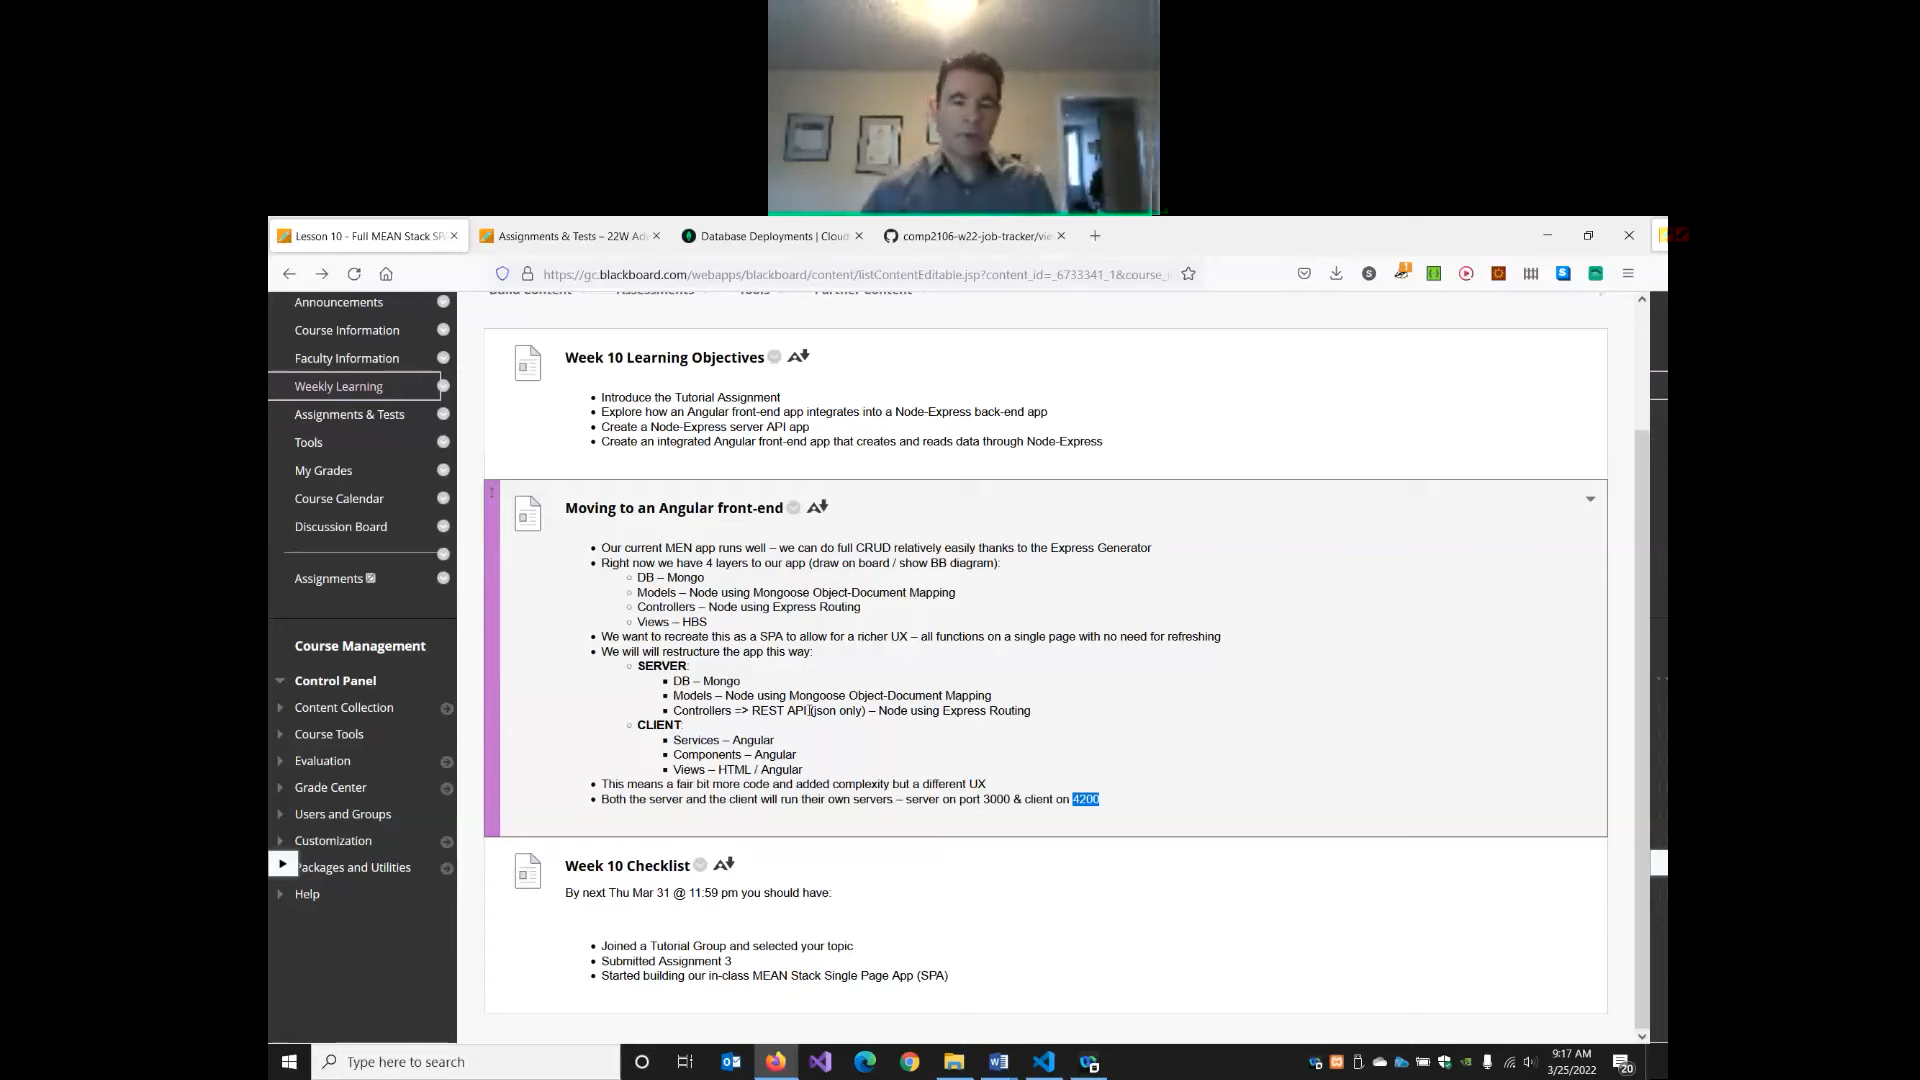 Lesson 10 - Full MEAN Stack SP
Assignments & Tests – 22W Adv
Database Deployments | Cloud
comp2106-w22-job-tracker/vie
https://gc.blackboard.com/webapps/blackboard/content/listContentEditable.jsp?content_id=_6733341_1&course_i
Build Content
Assessments
Tools
Partner Content
Announcements
Course Information
Faculty Information
Weekly Learning
Assignments & Tests
Tools
My Grades
Course Calendar
Discussion Board
Assignments
Course Management
Control Panel
Content Collection
Course Tools
Evaluation
Grade Center
Users and Groups
Customization
Packages and Utilities
Help
Week 10 Learning Objectives
Introduce the Tutorial Assignment
Explore how an Angular front-end app integrates into a Node-Express back-end app
Create a Node-Express server API app
Create an integrated Angular front-end app that creates and reads data through Node-Express
Moving to an Angular front-end
Our current MEN app runs well – we can do full CRUD relatively easily thanks to the Express Generator
Right now we have 4 layers to our app (draw on board / show BB diagram):
DB – Mongo
Models – Node using Mongoose Object-Document Mapping
Controllers – Node using Express Routing
Views – HBS
We want to recreate this as a SPA to allow for a richer UX – all functions on a single page with no need for refreshing
We will will restructure the app this way:
SERVER:
DB – Mongo
Models – Node using Mongoose Object-Document Mapping
Controllers => REST API (json only) – Node using Express Routing
CLIENT:
Services – Angular
Components – Angular
Views – HTML / Angular
This means a fair bit more code and added complexity but a different UX
Both the server and the client will run their own servers – server on port 3000 & client on 4200
Week 10 Checklist
By next Thu Mar 31 @ 11:59 pm you should have:
Joined a Tutorial Group and selected your topic
Submitted Assignment 3
Started building our in-class MEAN Stack Single Page App (SPA)
Type here to search
9:17 AM
3/25/2022
20